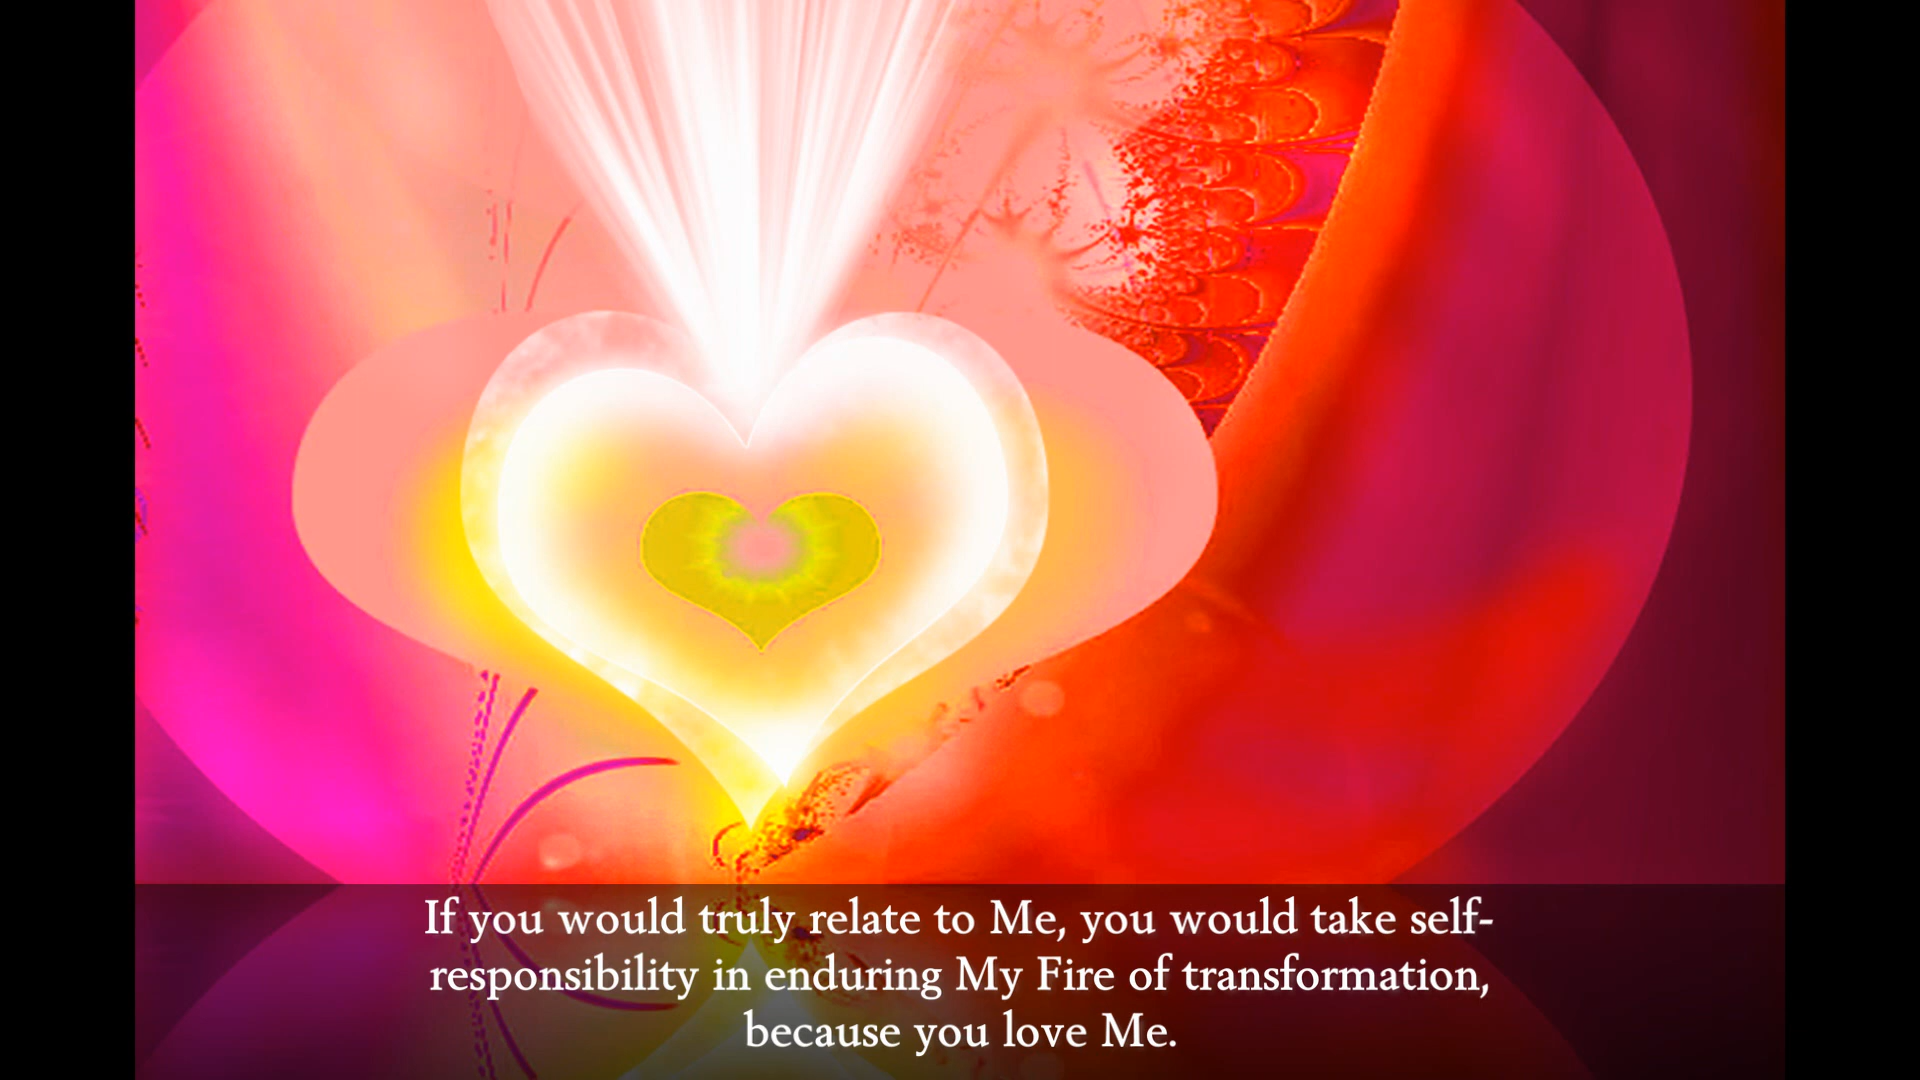 If you would truly relate to Me, you would take self-
responsibility in enduring My Fire of transformation,
because you love Me.